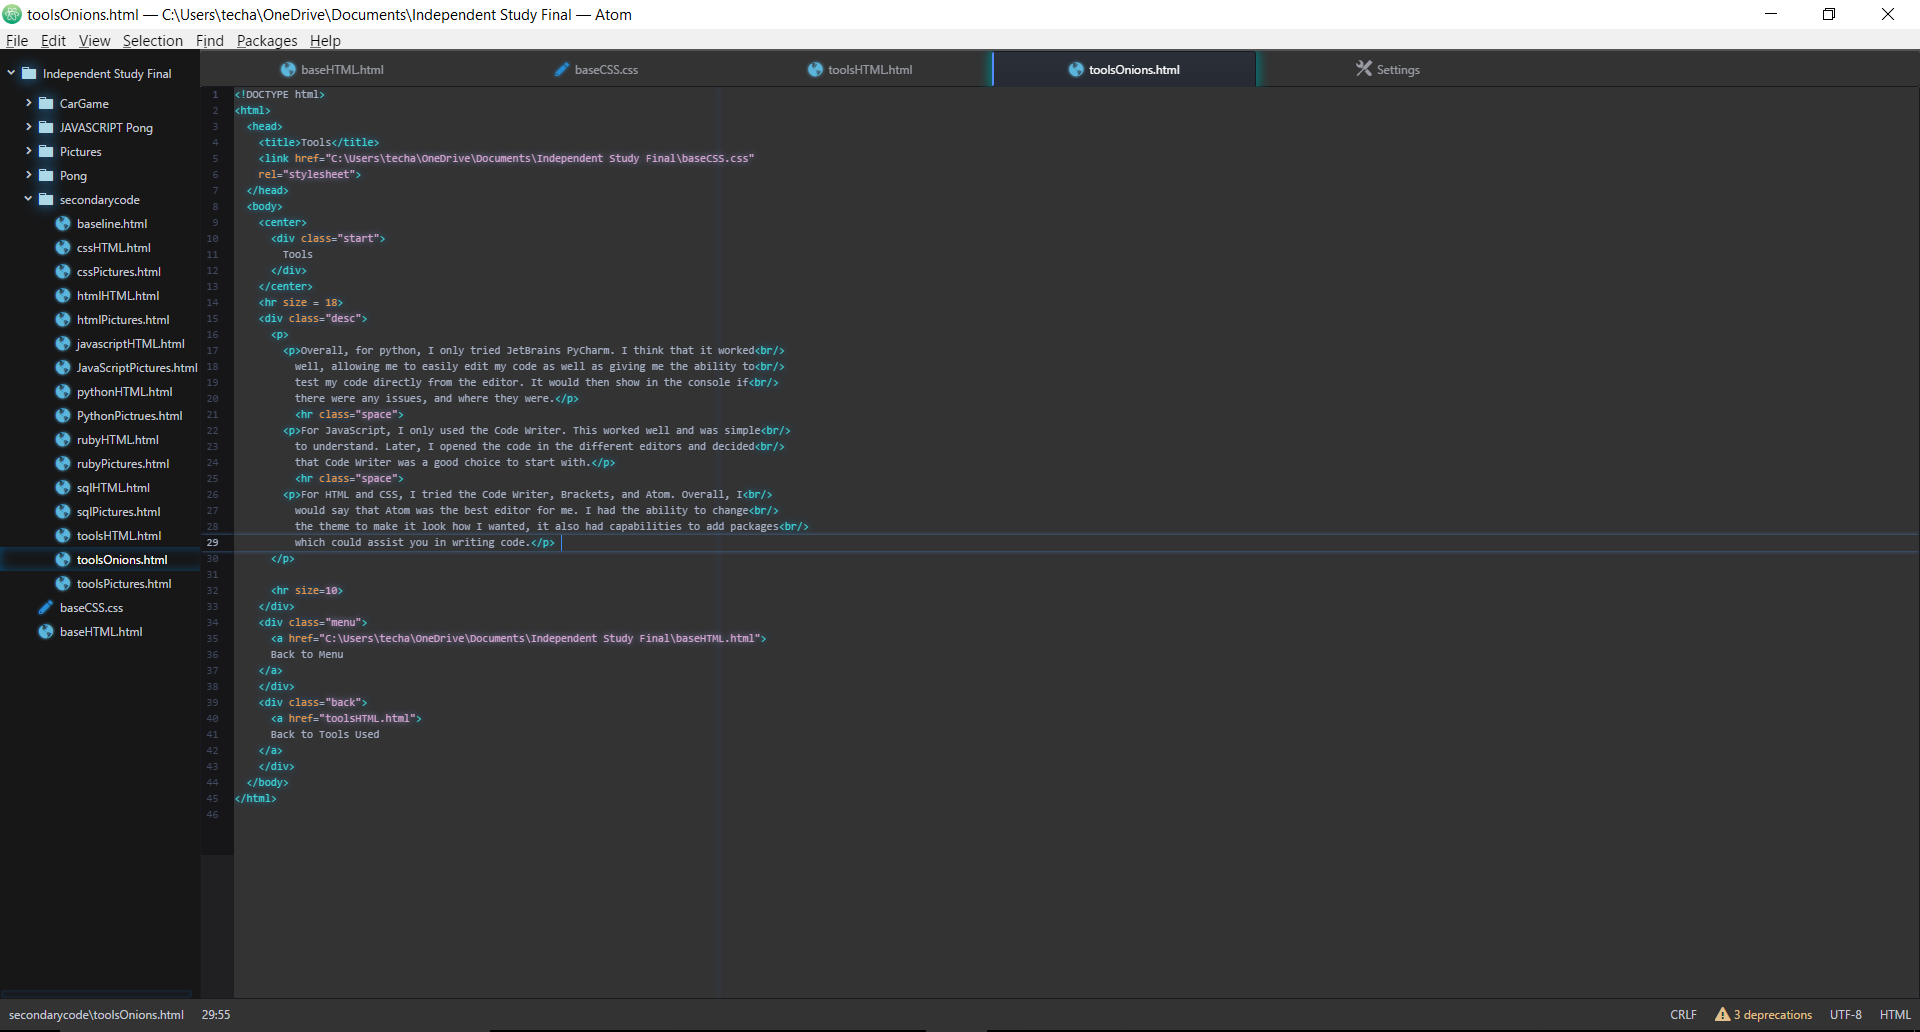 toolsOnions.html — C:\Users\techa\OneDrive\Documents\Independent Study Final — Atom
File Edit View Selection Find Packages Help
Independent Study Final
CarGame
JAVASCRIPT Pong
Pictures
Pong
secondarycode
baseline.html
cssHTML.html
cssPictures.html
htmlHTML.html
htmlPictures.html
javascriptHTML.html
JavaScriptPictures.html
pythonHTML.html
PythonPictrues.html
rubyHTML.html
rubyPictures.html
sqlHTML.html
sqlPictures.html
toolsHTML.html
toolsOnions.html
toolsPictures.html
baseCSS.css
baseHTML.html
baseHTML.html baseCSS.css toolsHTML.html toolsOnions.html Settings
1 <!DOCTYPE html>
2 <html>
3 <head>
4 <title>Tools</title>
5 <link href="C:\Users\techa\OneDrive\Documents\Independent Study Final\baseCSS.css"
6 rel="stylesheet">
7 </head>
8 <body>
9 <center>
10 <div class="start">
11 Tools
12 </div>
13 </center>
14 <hr size = 18>
15 <div class="desc">
16 <p>
17 <p>Overall, for python, I only tried JetBrains PyCharm. I think that it worked<br/>
18 well, allowing me to easily edit my code as well as giving me the ability to<br/>
19 test my code directly from the editor. It would then show in the console if<br/>
20 there were any issues, and where they were.</p>
21 <hr class="space">
22 <p>For JavaScript, I only used the Code Writer. This worked well and was simple<br/>
23 to understand. Later, I opened the code in the different editors and decided<br/>
24 that Code Writer was a good choice to start with.</p>
25 <hr class="space">
26 <p>For HTML and CSS, I tried the Code Writer, Brackets, and Atom. Overall, I<br/>
27 would say that Atom was the best editor for me. I had the ability to change<br/>
28 the theme to make it look how I wanted, it also had capabilities to add packages<br/>
29 which could assist you in writing code.</p>
30 </p>
31
32 <hr size=10>
33 </div>
34 <div class="menu">
35 <a href="C:\Users\techa\OneDrive\Documents\Independent Study Final\baseHTML.html">
36 Back to Menu
37 </a>
38 </div>
39 <div class="back">
40 <a href="toolsHTML.html">
41 Back to Tools Used
42 </a>
43 </div>
44 </body>
45 </html>
46
secondarycode\toolsOnions.html 29:55 CRLF 3 deprecations UTF-8 HTML